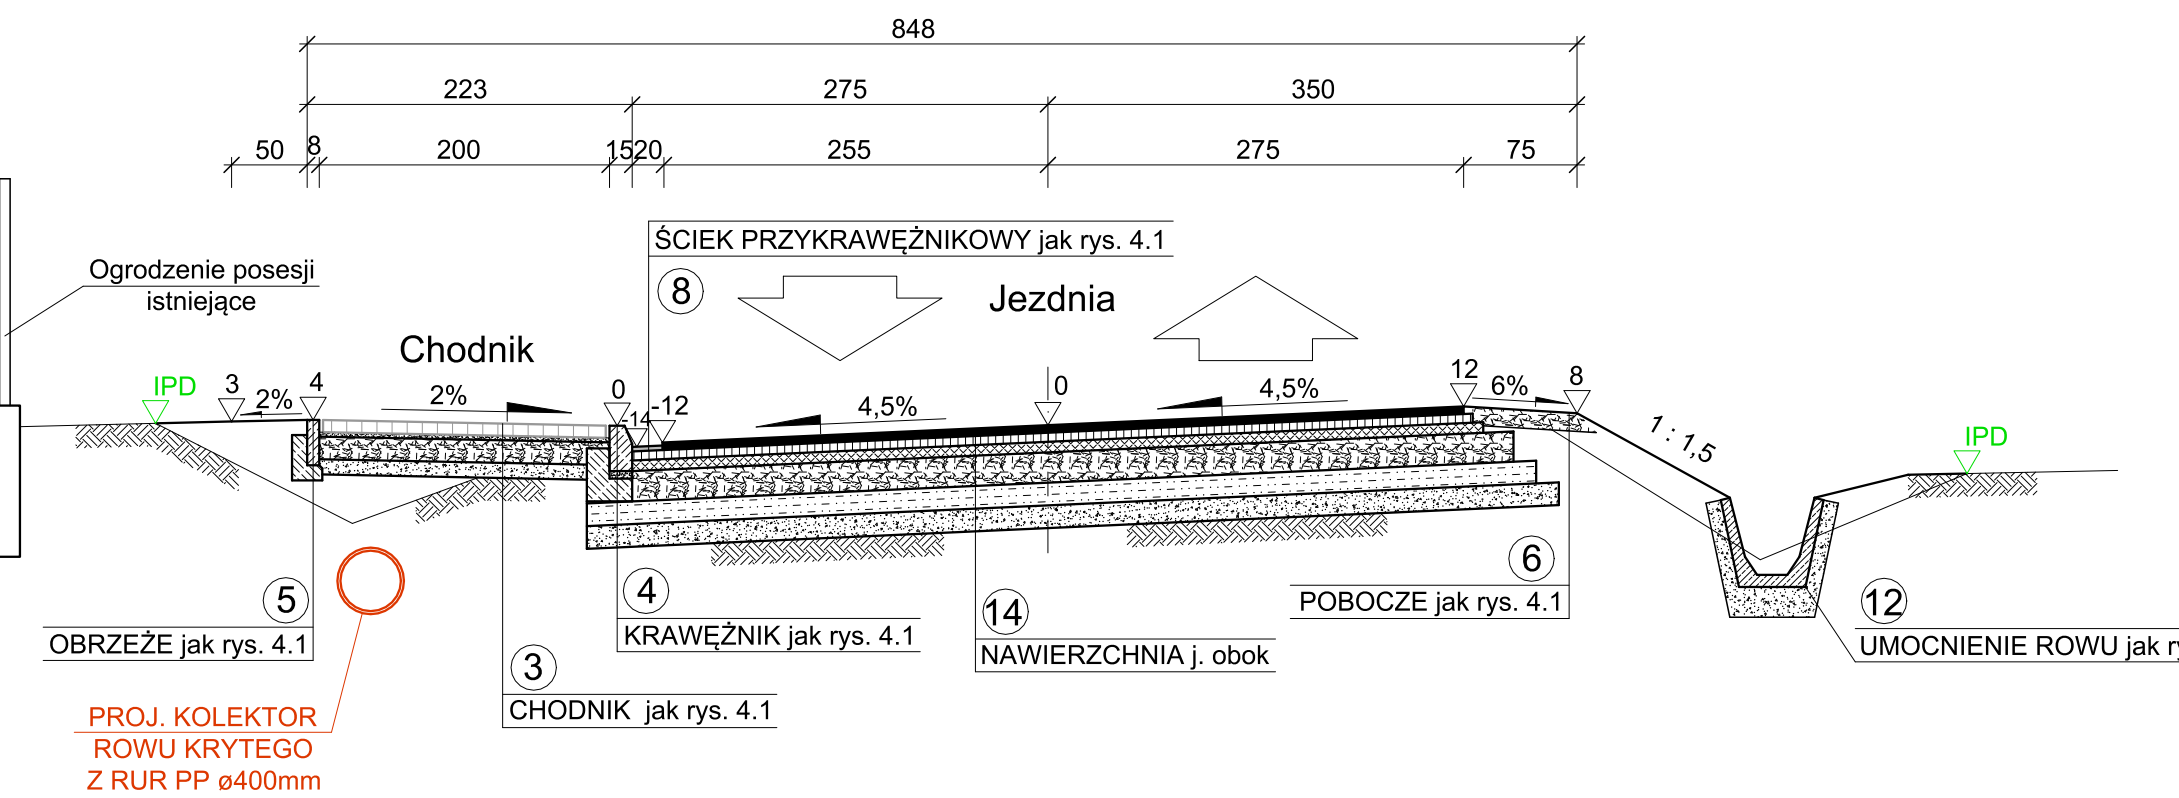 848
223 275 350
50 8 200 15 20 255 275 75
ŚCIEK PRZYKRAWĘŻNIKOWY jak rys. 4.1
8
Ogrodzenie posesji
istniejące
Jezdnia
Chodnik
IPD 3 2% 4 2% 0 -14 -12 4,5% 0 4,5% 12 6% 8
1 : 1,5
IPD
5
OBRZEŻE jak rys. 4.1
4
KRAWĘŻNIK jak rys. 4.1
14
NAWIERZCHNIA j. obok
6
POBOCZE jak rys. 4.1
12
UMOCNIENIE ROWU jak
3
CHODNIK jak rys. 4.1
PROJ. KOLEKTOR
ROWU KRYTEGO
Z RUR PP ø400mm